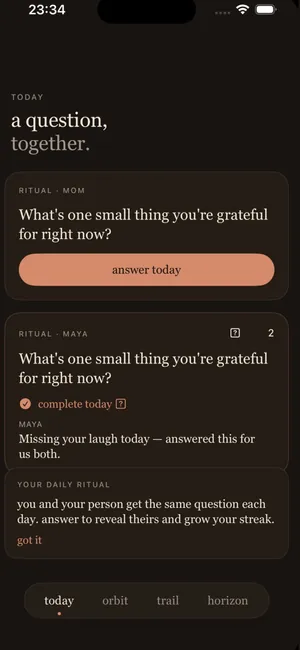 23:34
TODAY
a question,
together.
RITUAL · MOM
What's one small thing you're grateful
for right now?
answer today
RITUAL · MAYA
? 2
What's one small thing you're grateful
for right now?
complete today ?
MAYA
Missing your laugh today — answered this for
us both.
YOUR DAILY RITUAL
you and your person get the same question each
day. answer to reveal theirs and grow your streak.
got it
today orbit trail horizon